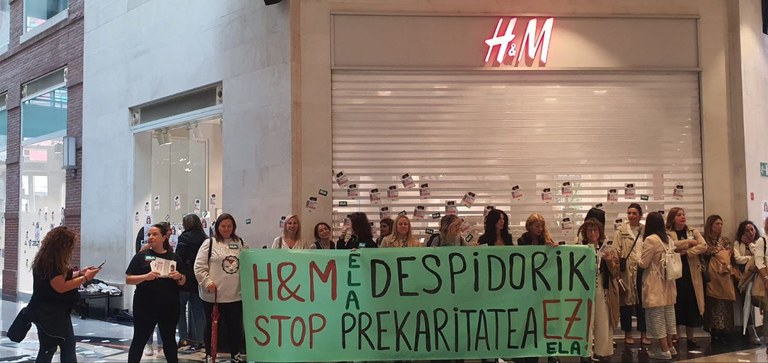 H&M
H&M ELA DESPIDORIK
STOP PREKARITATEA EZ!
ELA